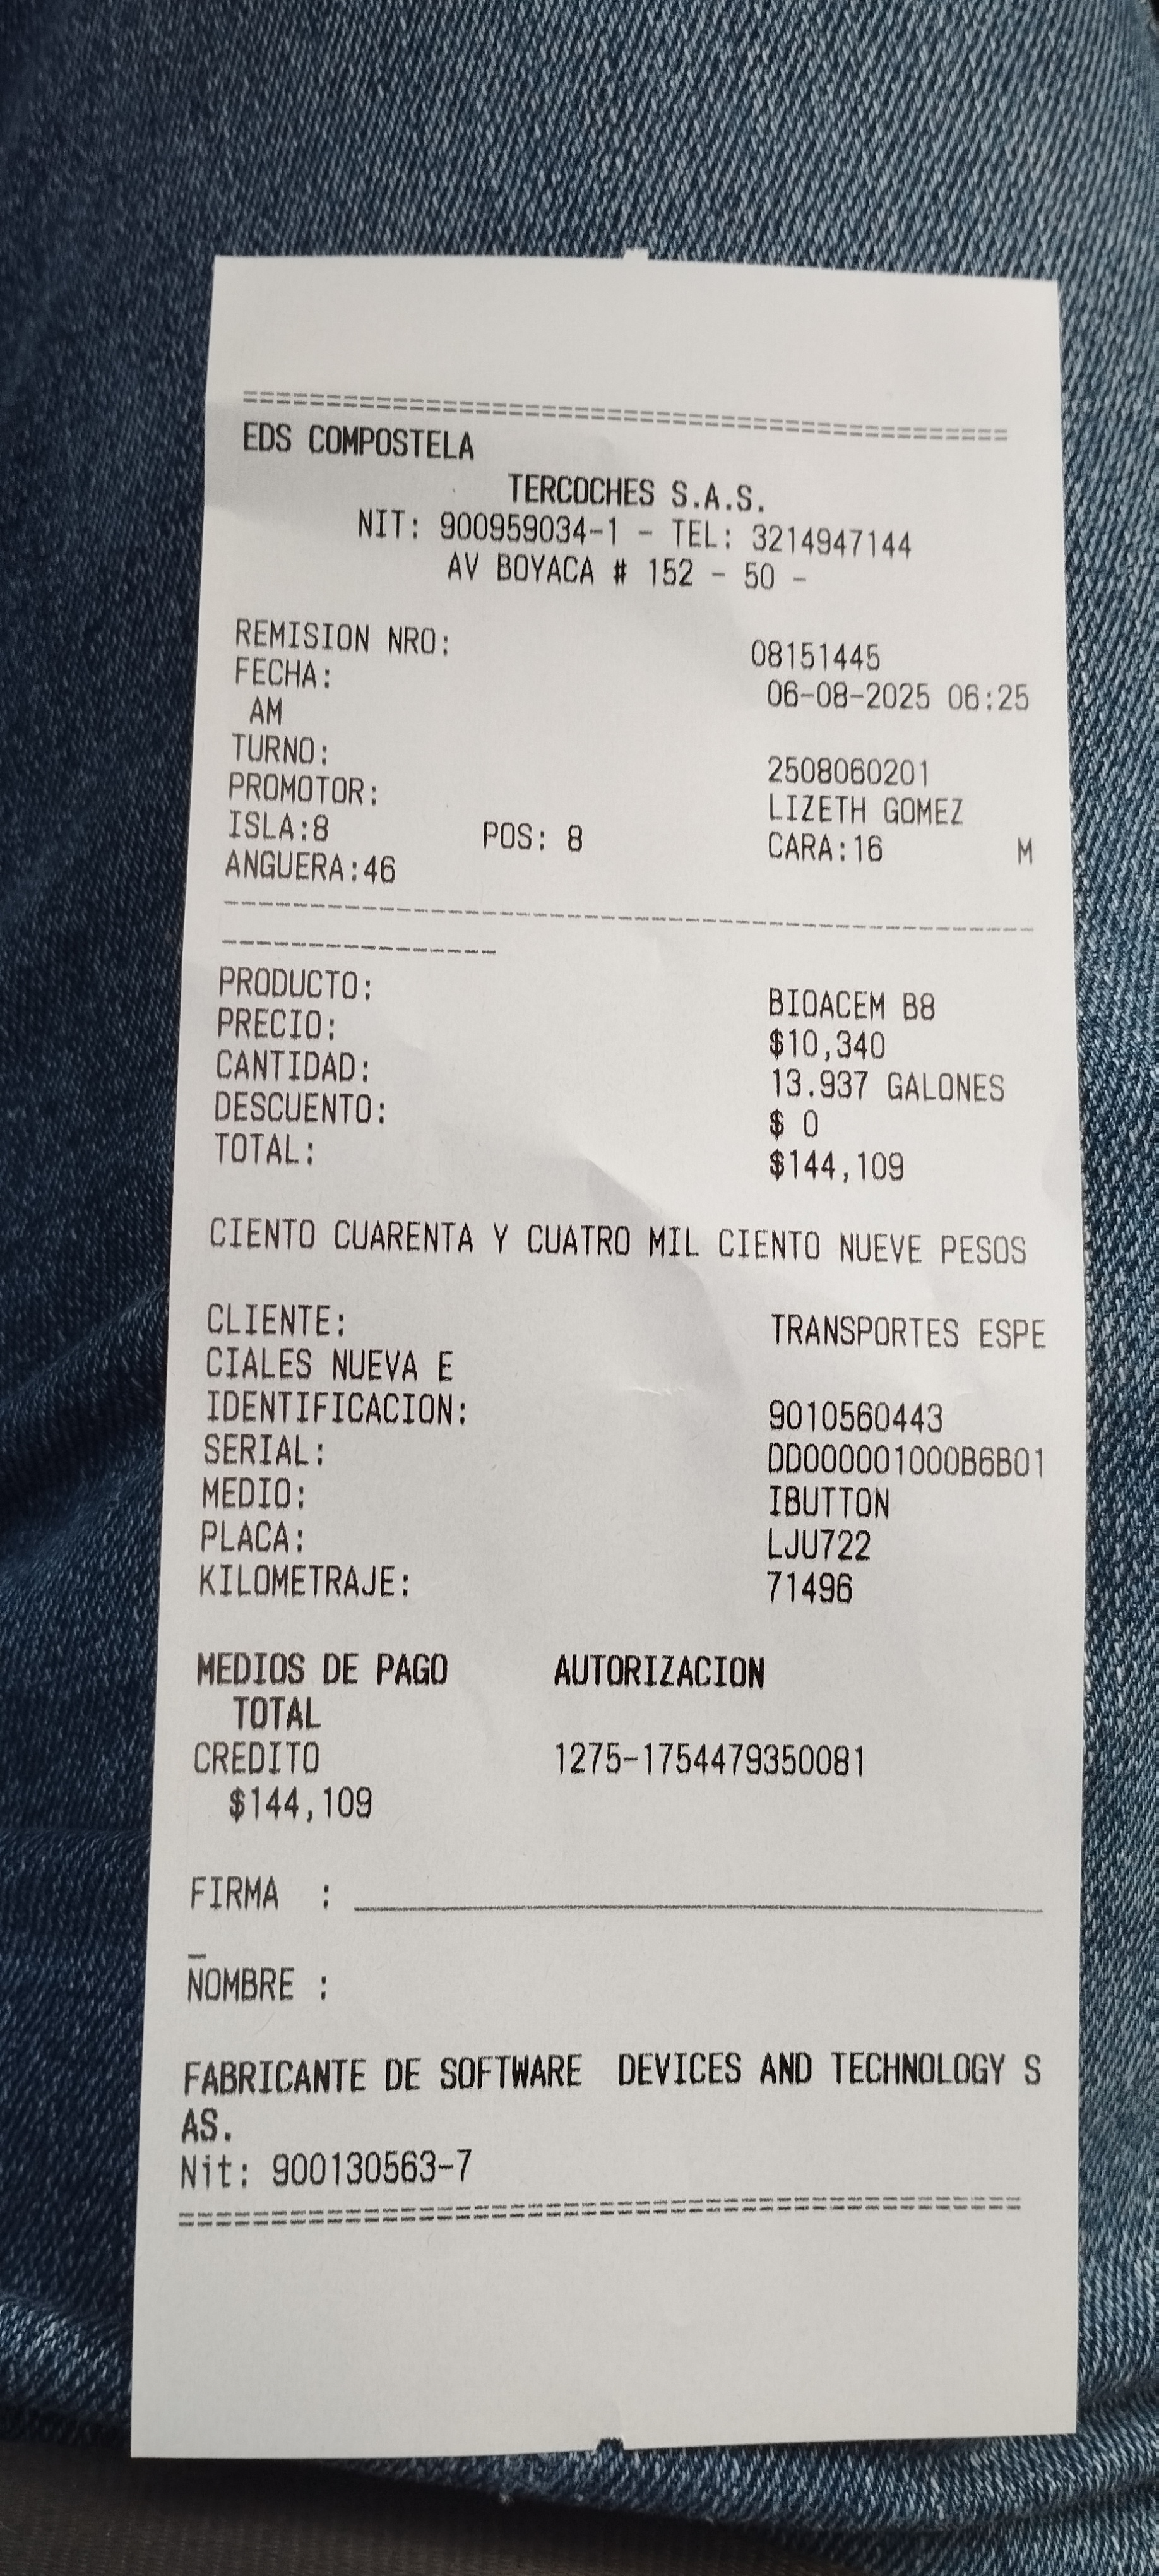 ========================================
EDS COMPOSTELA
TERCOCHES S.A.S.
NIT: 900959034-1 - TEL: 3214947144
AV BOYACA # 152 - 50 -
REMISION NRO: 08151445
FECHA: 06-08-2025 06:25
AM
TURNO: 2508060201
PROMOTOR: LIZETH GOMEZ
ISLA:8 POS: 8 CARA:16 M
ANGUERA:46
PRODUCTO: BIOACEM B8
PRECIO: $10,340
CANTIDAD: 13.937 GALONES
DESCUENTO: $ 0
TOTAL: $144,109
CIENTO CUARENTA Y CUATRO MIL CIENTO NUEVE PESOS
CLIENTE: TRANSPORTES ESPE
CIALES NUEVA E
IDENTIFICACION: 9010560443
SERIAL: DD000001000B6B01
MEDIO: IBUTTON
PLACA: LJU722
KILOMETRAJE: 71496
MEDIOS DE PAGO AUTORIZACION
TOTAL
CREDITO 1275-1754479350081
$144,109
FIRMA : ______________________
_
NOMBRE :
FABRICANTE DE SOFTWARE DEVICES AND TECHNOLOGY S
AS.
Nit: 900130563-7
========================================